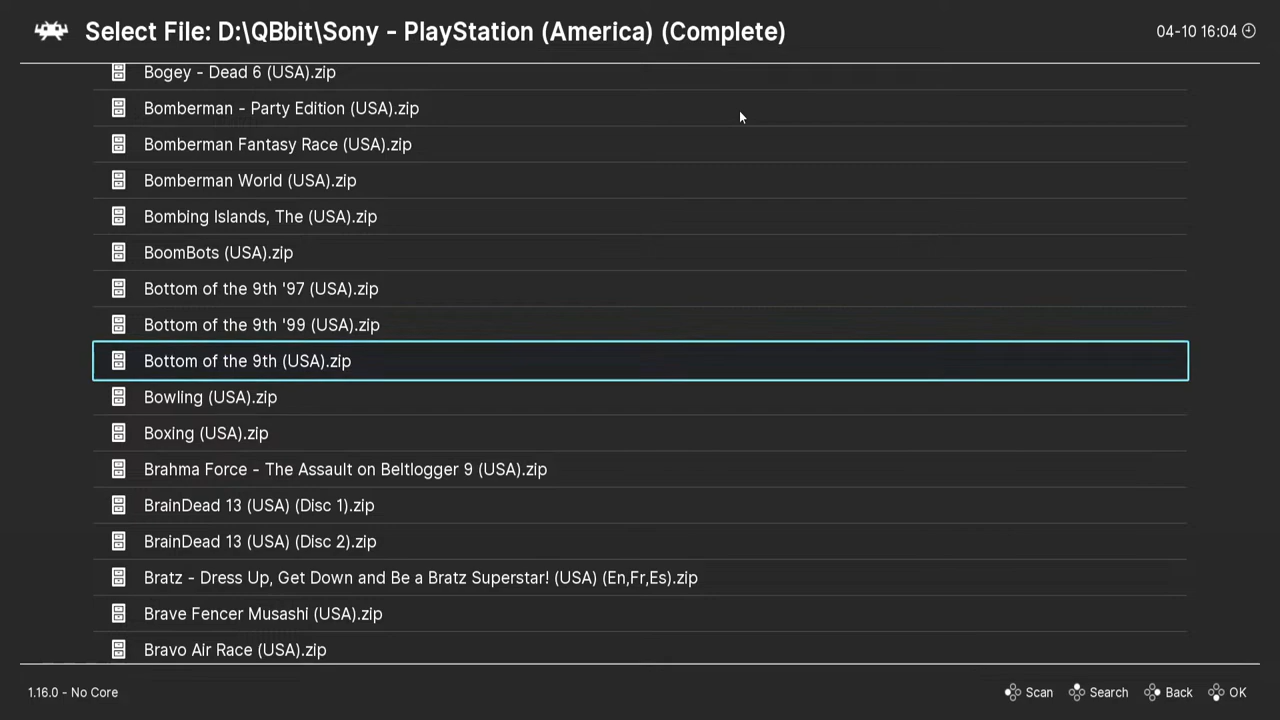 Select File: D:\QBbit\Sony - PlayStation (America) (Complete)
04-10 16:04
Bogey - Dead 6 (USA).zip
Bomberman - Party Edition (USA).zip
Bomberman Fantasy Race (USA).zip
Bomberman World (USA).zip
Bombing Islands, The (USA).zip
BoomBots (USA).zip
Bottom of the 9th '97 (USA).zip
Bottom of the 9th '99 (USA).zip
Bottom of the 9th (USA).zip
Bowling (USA).zip
Boxing (USA).zip
Brahma Force - The Assault on Beltlogger 9 (USA).zip
BrainDead 13 (USA) (Disc 1).zip
BrainDead 13 (USA) (Disc 2).zip
Bratz - Dress Up, Get Down and Be a Bratz Superstar! (USA) (En,Fr,Es).zip
Brave Fencer Musashi (USA).zip
Bravo Air Race (USA).zip
1.16.0 - No Core
Scan Search Back OK